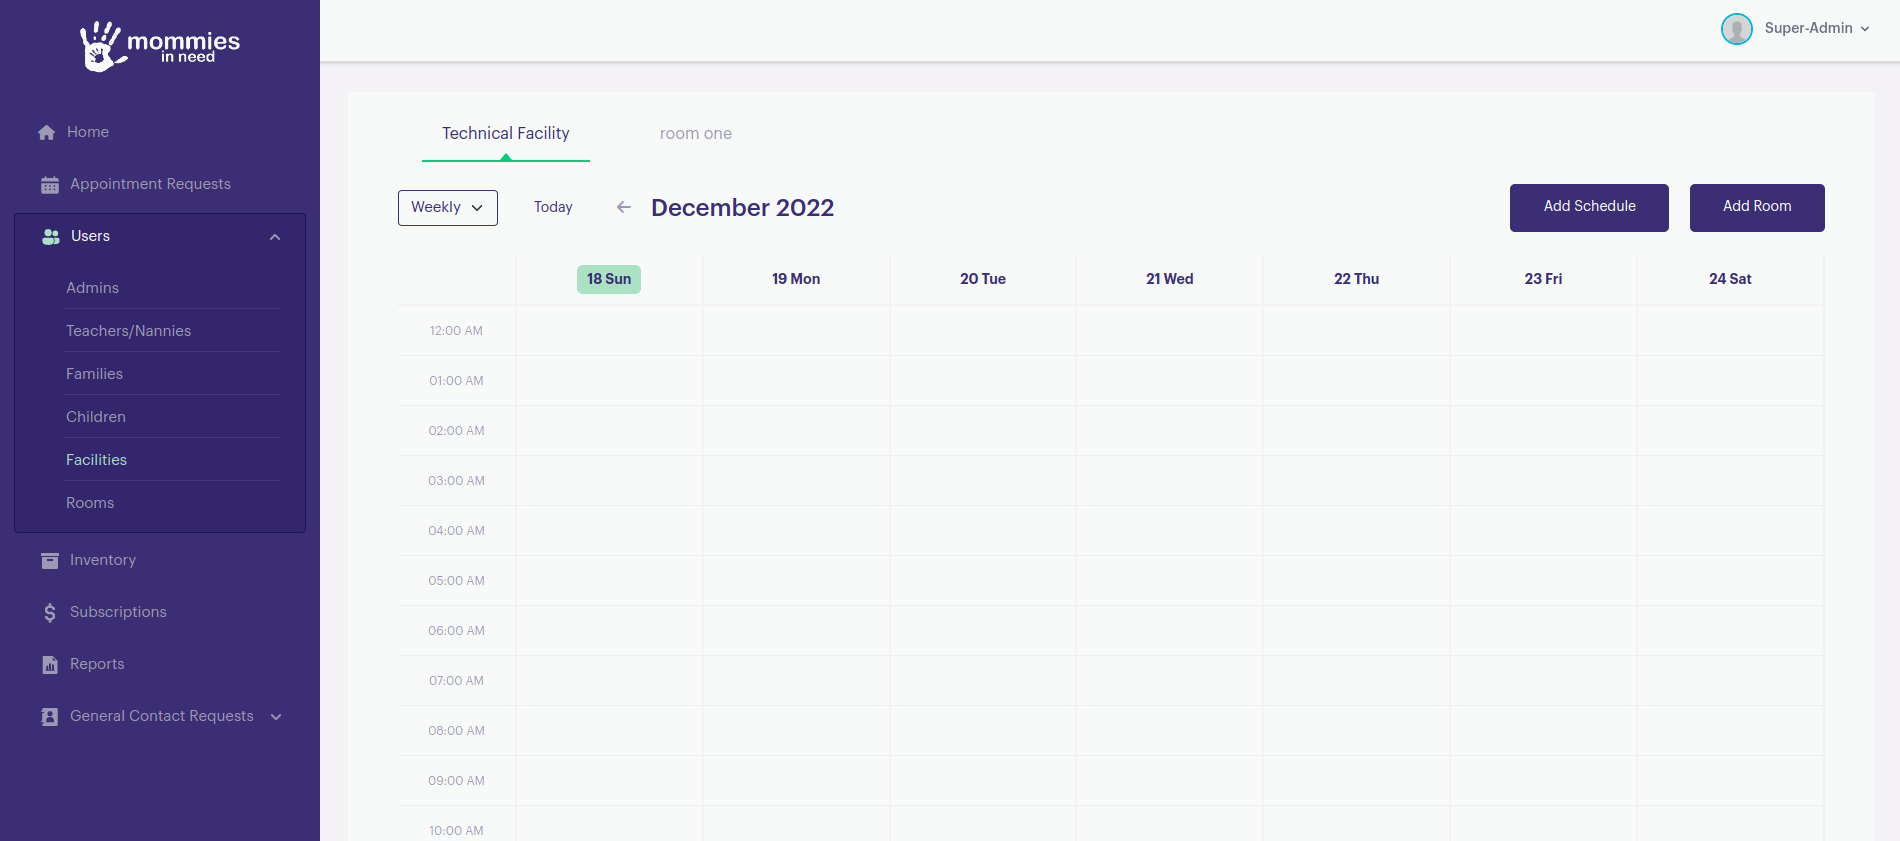 mommies
in need
Super-Admin
Home
Appointment Requests
Users
Admins
Teachers/Nannies
Families
Children
Facilities
Rooms
Inventory
Subscriptions
Reports
General Contact Requests
Technical Facility room one
Weekly Today December 2022 Add Schedule Add Room
18 Sun 19 Mon 20 Tue 21 Wed 22 Thu 23 Fri 24 Sat
12:00 AM
01:00 AM
02:00 AM
03:00 AM
04:00 AM
05:00 AM
06:00 AM
07:00 AM
08:00 AM
09:00 AM
10:00 AM